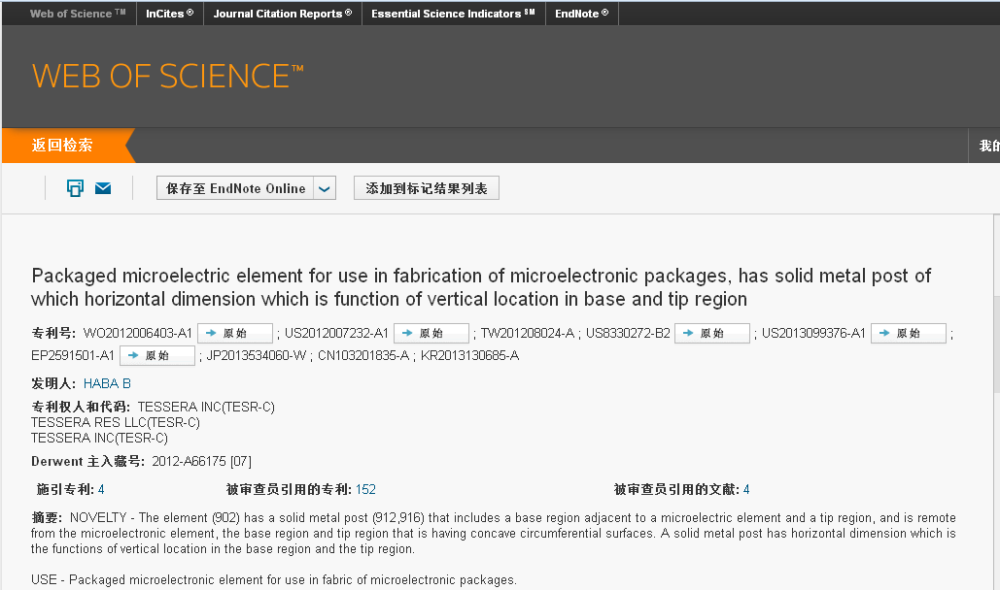 Web of Science™ InCites® Journal Citation Reports® Essential Science Indicators℠ EndNote®
WEB OF SCIENCE™
返回检索 我的
保存至 EndNote Online 添加到标记结果列表
Packaged microelectric element for use in fabrication of microelectronic packages, has solid metal post of
which horizontal dimension which is function of vertical location in base and tip region
专利号: WO2012006403-A1 原始 ; US2012007232-A1 原始 ; TW201208024-A ; US8330272-B2 原始 ; US2013099376-A1 原始 ;
EP2591501-A1 原始 ; JP2013534060-W ; CN103201835-A ; KR2013130685-A
发明人: HABA B
专利权人和代码: TESSERA INC(TESR-C)
TESSERA RES LLC(TESR-C)
TESSERA INC(TESR-C)
Derwent 主入藏号: 2012-A66175 [07]
施引专利: 4 被审查员引用的专利: 152 被审查员引用的文献: 4
摘要: NOVELTY - The element (902) has a solid metal post (912,916) that includes a base region adjacent to a microelectric element and a tip region, and is remote
from the microelectronic element, the base region and tip region that is having concave circumferential surfaces. A solid metal post has horizontal dimension which is
the functions of vertical location in the base region and the tip region.
USE - Packaged microelectronic element for use in fabric of microelectronic packages.